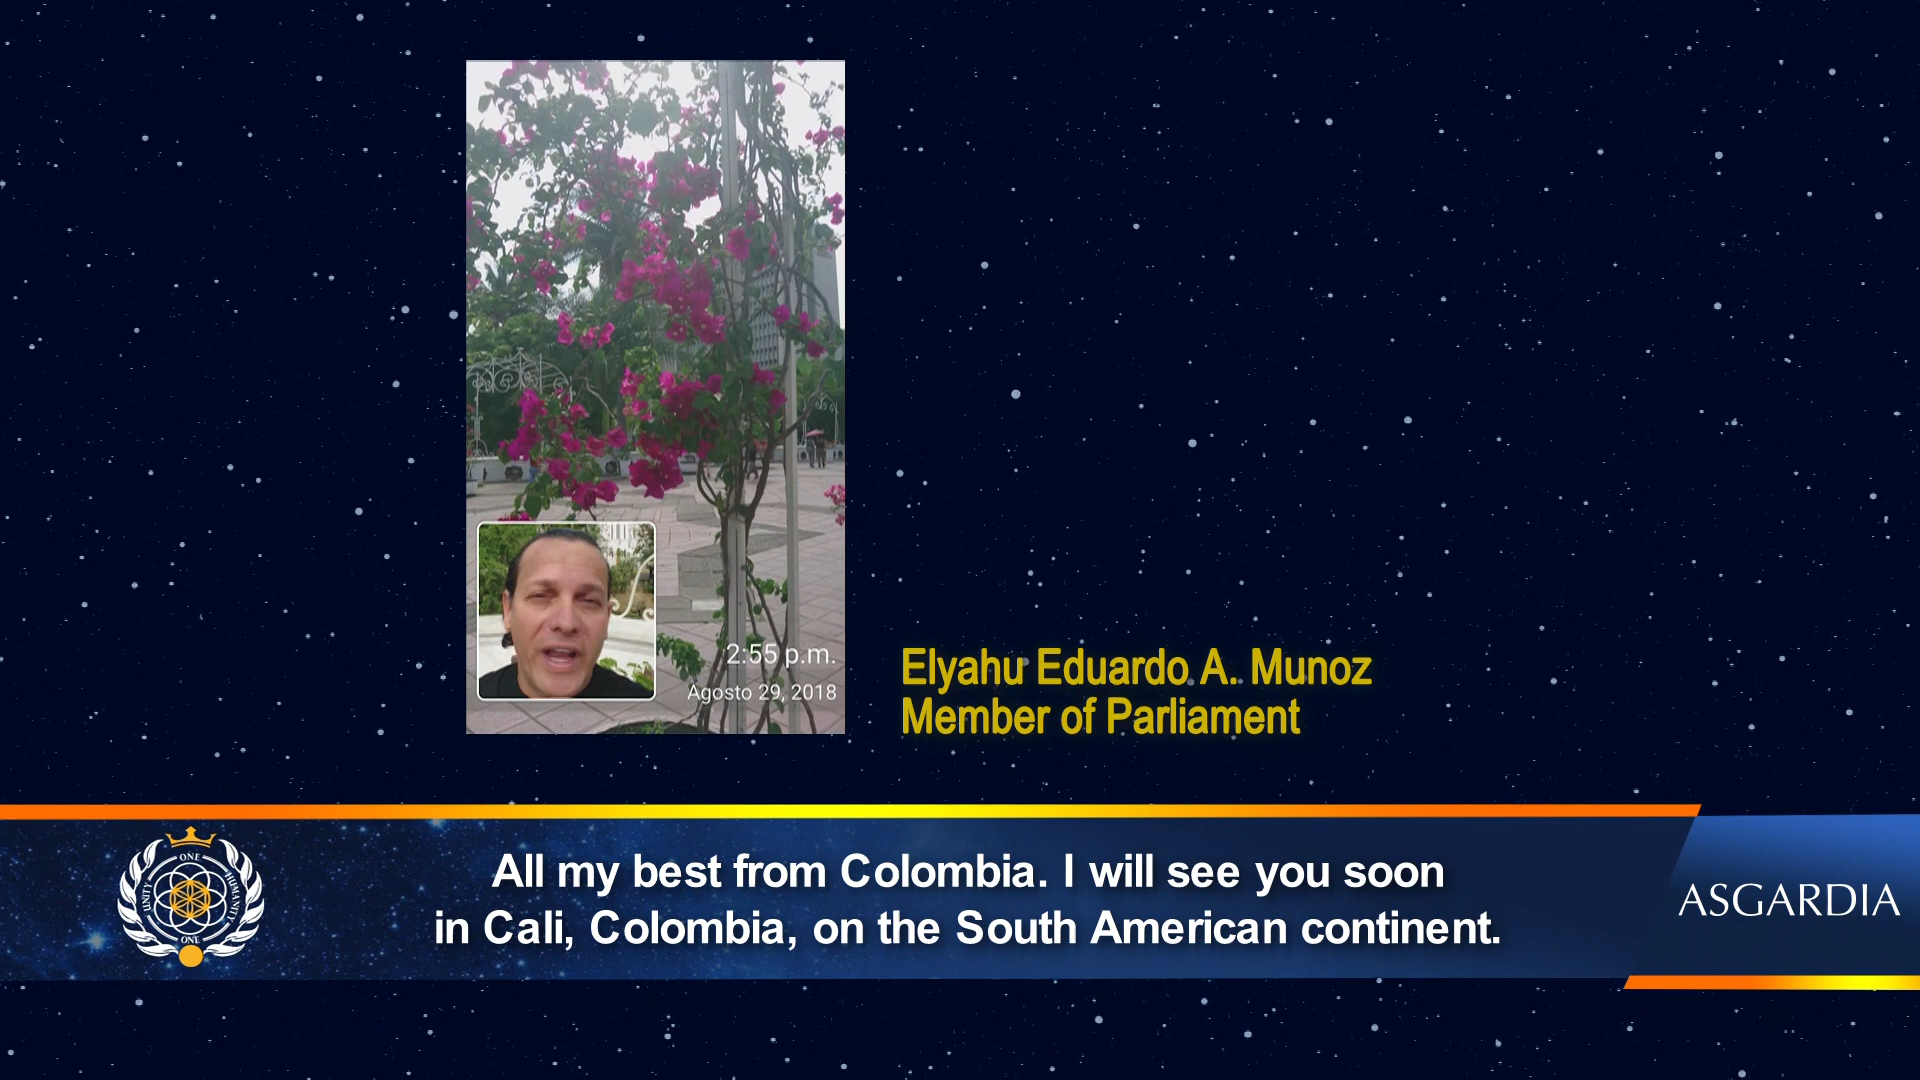 2:55 p.m.
Agosto 29, 2018
Elyahu Eduardo A. Munoz
Member of Parliament
ONE
UNITY
HUMANITY
ONE
All my best from Colombia. I will see you soon
in Cali, Colombia, on the South American continent.
ASGARDIA